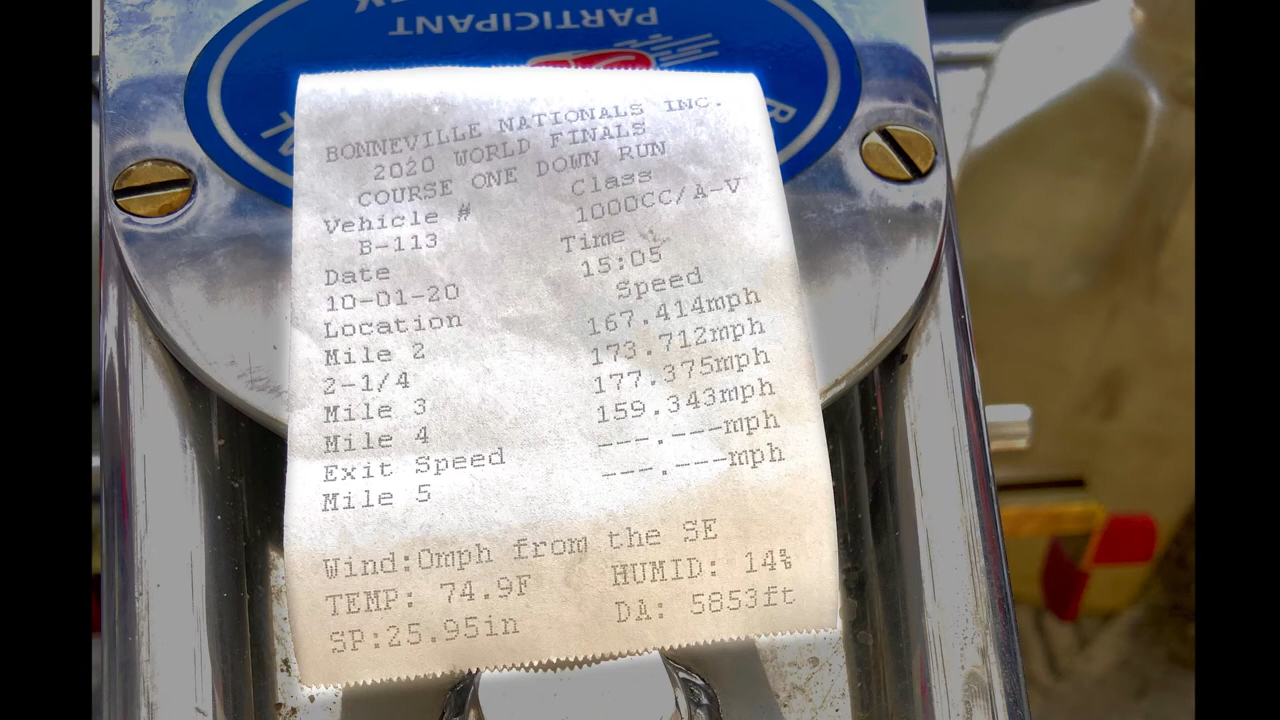 PARTICIPANT
BONNEVILLE NATIONALS INC.
2020 WORLD FINALS
COURSE ONE DOWN RUN
Vehicle # Class
B-113 1000CC/A-V
Date Time
10-01-20 15:05
Location Speed
Mile 2 167.414mph
2-1/4 173.712mph
Mile 3 177.375mph
Mile 4 159.343mph
Exit Speed ---.---mph
Mile 5 ---.---mph
Wind:0mph from the SE
TEMP: 74.9F HUMID: 14%
SP:25.95in DA: 5853ft